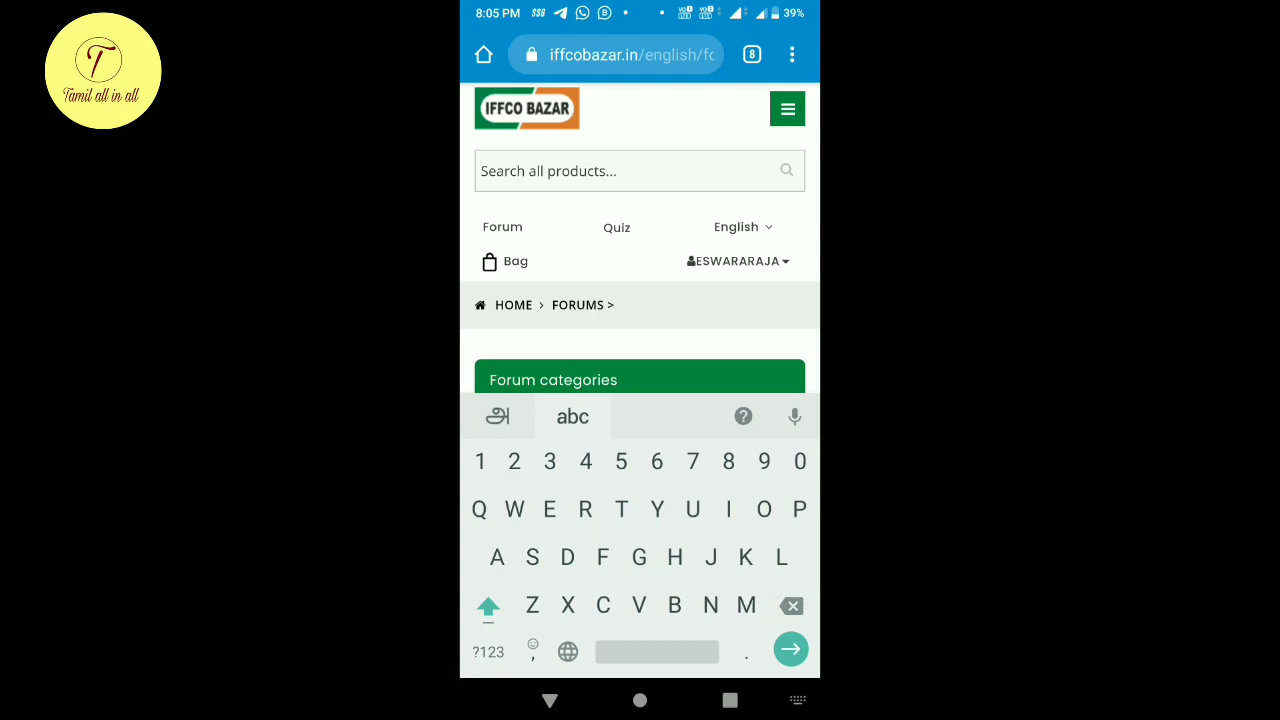 T
Tamil all in all
8:05 PM 39%
iffcobazar.in/english/fo
8
IFFCO BAZAR
Search all products...
Forum Quiz English
Bag ESWARARAJA
HOME > FORUMS >
Forum categories
அ abc ?
1 2 3 4 5 6 7 8 9 0
Q W E R T Y U I O P
A S D F G H J K L
Z X C V B N M
?123 , .